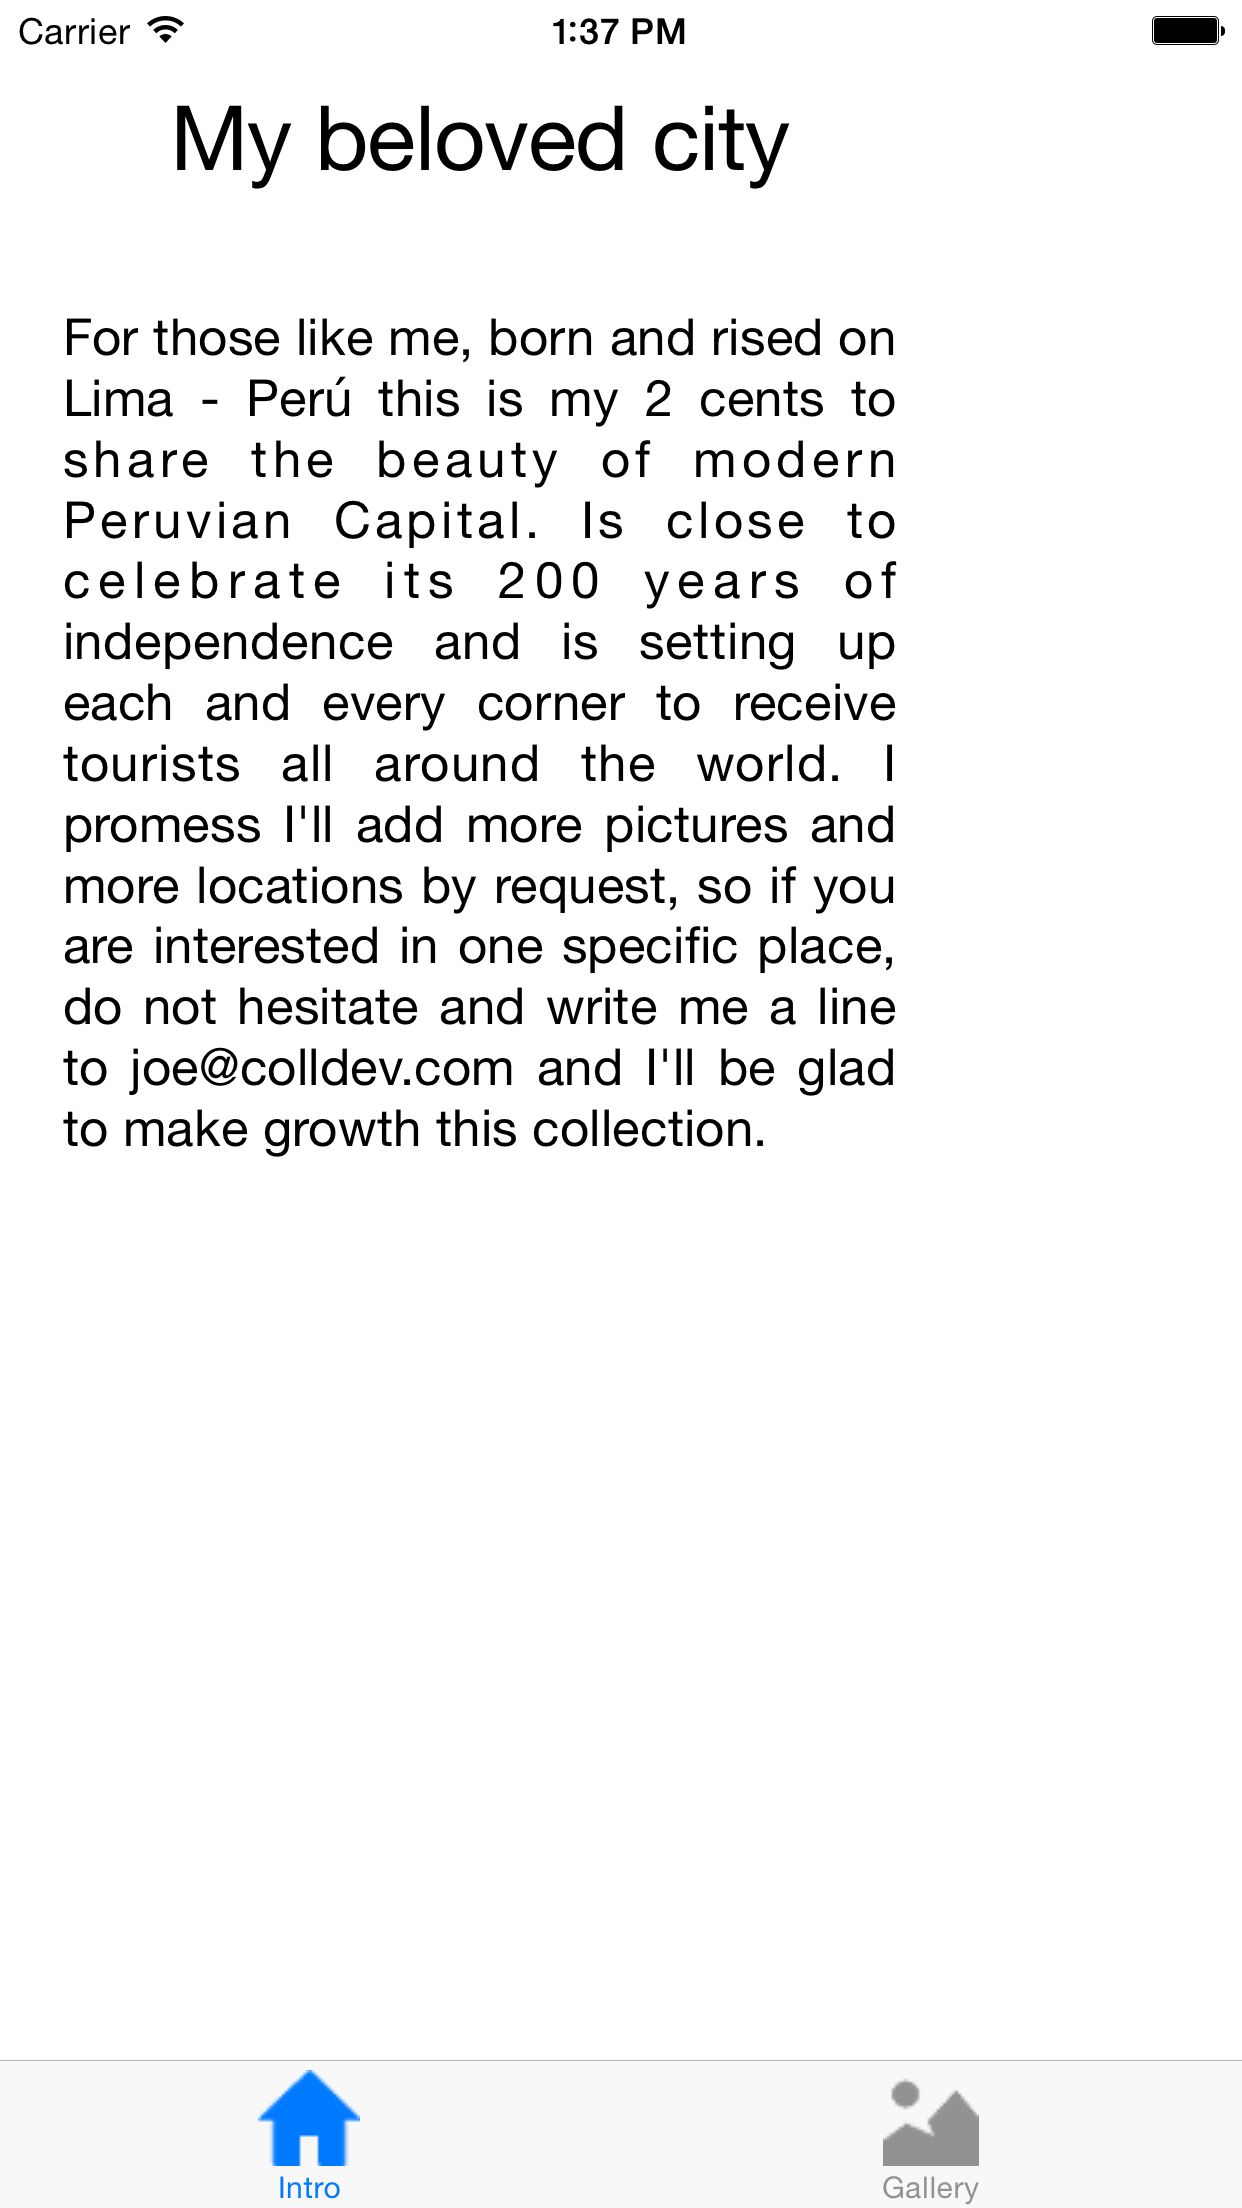 Carrier 1:37 PM
My beloved city
For those like me, born and rised on
Lima - Perú this is my 2 cents to
share the beauty of modern
Peruvian Capital. Is close to
celebrate its 200 years of
independence and is setting up
each and every corner to receive
tourists all around the world. I
promess I'll add more pictures and
more locations by request, so if you
are interested in one specific place,
do not hesitate and write me a line
to joe@colldev.com and I'll be glad
to make growth this collection.
Intro Gallery